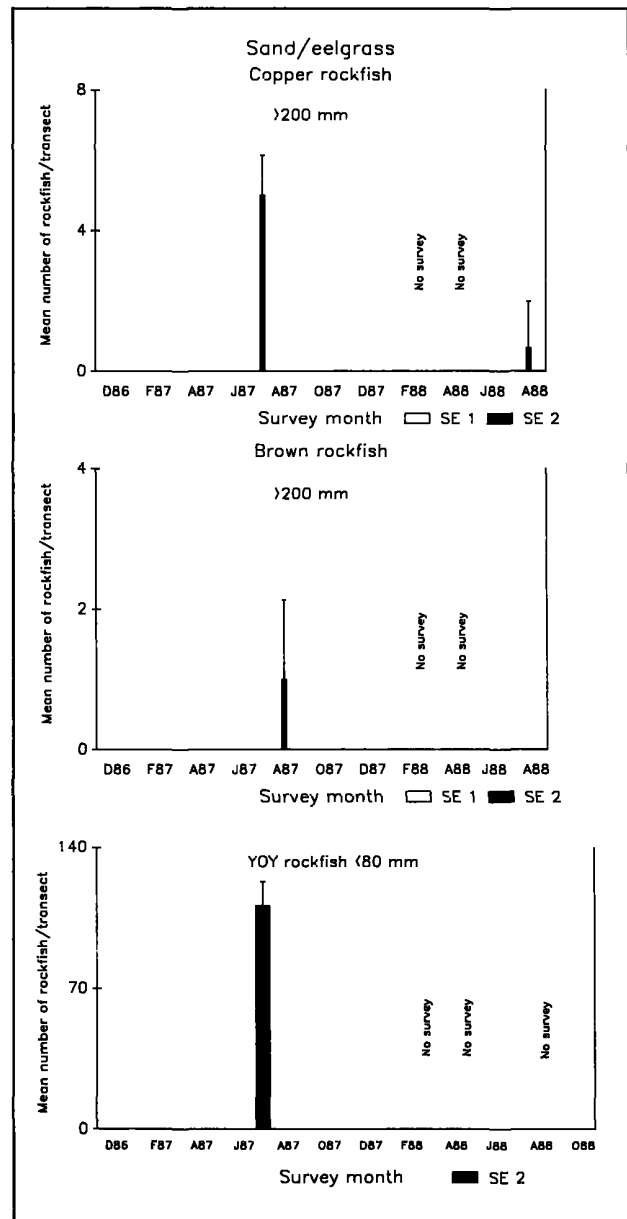 Sand/eelgrass
Copper rockfish
>200 mm
Mean number of rockfish/transect
8
4
0
No survey
No survey
D86 F87 A87 J87 A87 O87 D87 F88 A88 J88 A88
Survey month SE 1 SE 2
Brown rockfish
>200 mm
Mean number of rockfish/transect
4
2
0
No survey
No survey
D86 F87 A87 J87 A87 O87 D87 F88 A88 J88 A88
Survey month SE 1 SE 2
YOY rockfish <80 mm
Mean number of rockfish/transect
140
70
0
No survey
No survey
No survey
D86 F87 A87 J87 A87 O87 D87 F88 A88 J88 A88 O88
Survey month SE 2